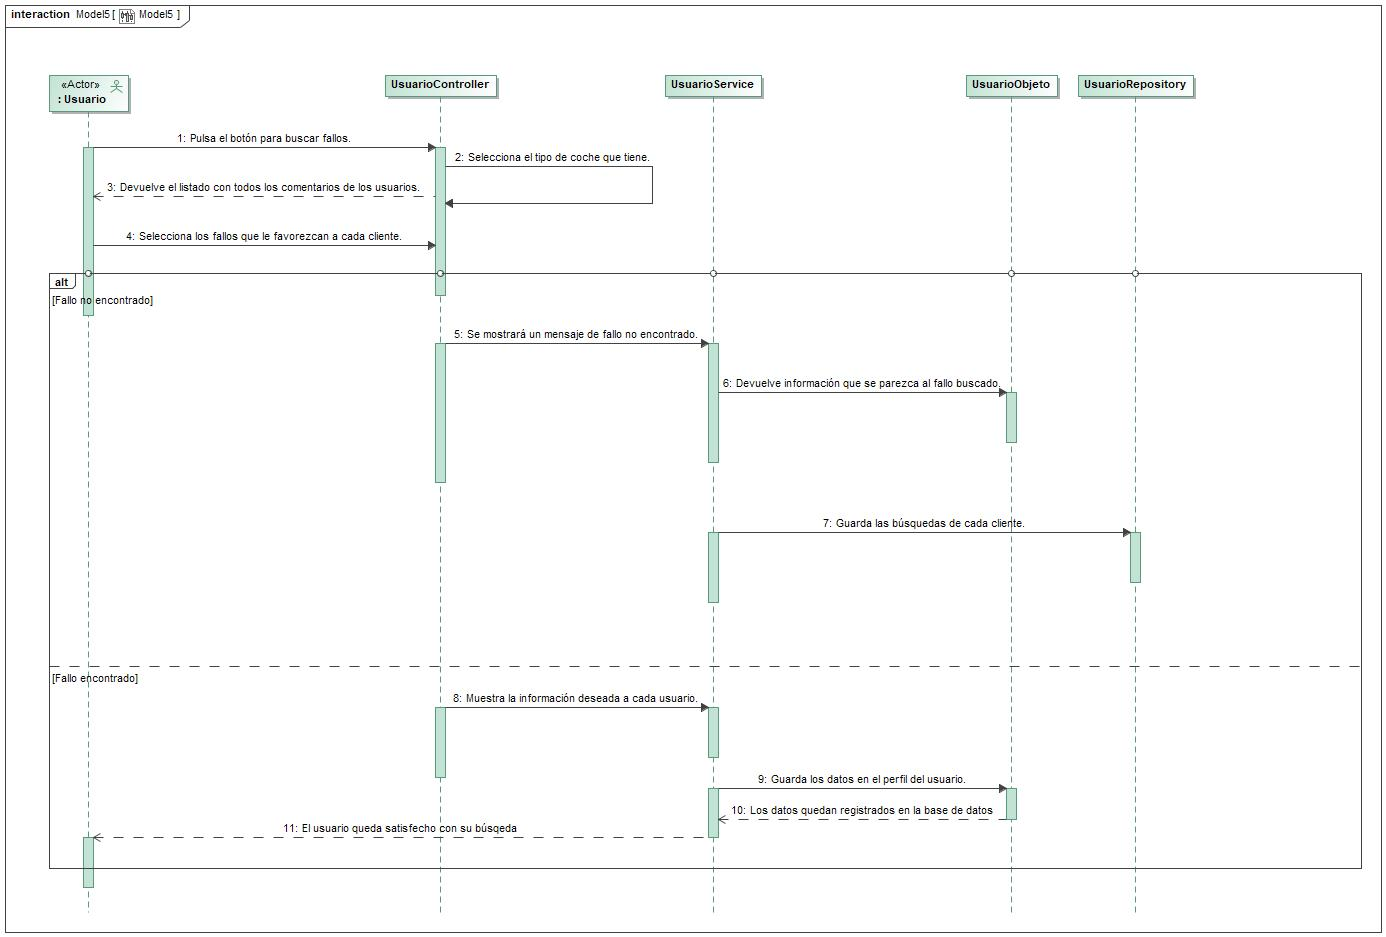 interaction Model5 [ Model5 ]
«Actor»
: Usuario
UsuarioController
UsuarioService
UsuarioObjeto
UsuarioRepository
1: Pulsa el botón para buscar fallos.
2: Selecciona el tipo de coche que tiene.
3: Devuelve el listado con todos los comentarios de los usuarios.
4: Selecciona los fallos que le favorezcan a cada cliente.
alt
[Fallo no encontrado]
5: Se mostrará un mensaje de fallo no encontrado.
6: Devuelve información que se parezca al fallo buscado.
7: Guarda las búsquedas de cada cliente.
[Fallo encontrado]
8: Muestra la información deseada a cada usuario.
9: Guarda los datos en el perfil del usuario.
10: Los datos quedan registrados en la base de datos
11: El usuario queda satisfecho con su búsqeda